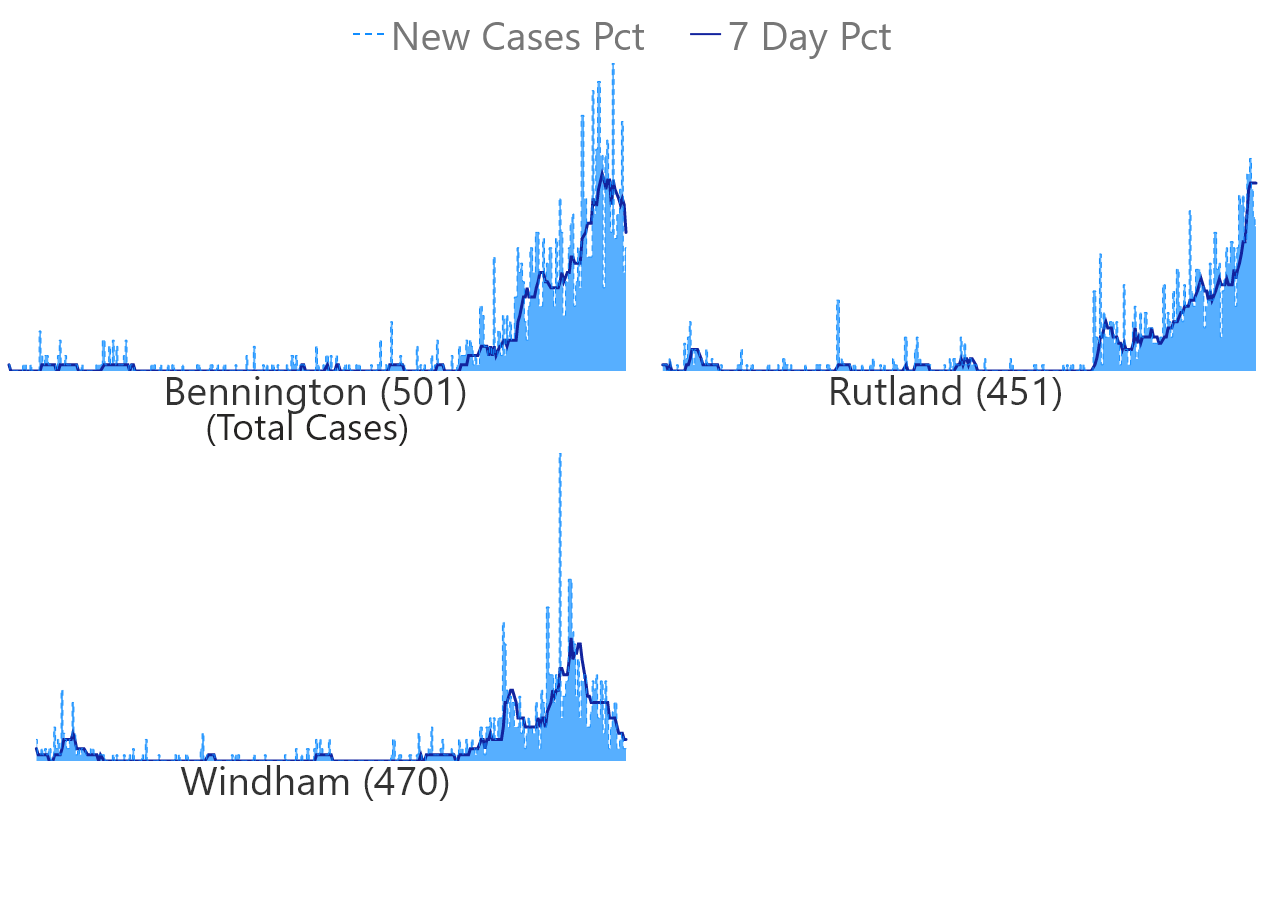 New Cases Pct 7 Day Pct
Bennington (501) Rutland (451)
(Total Cases)
Windham (470)